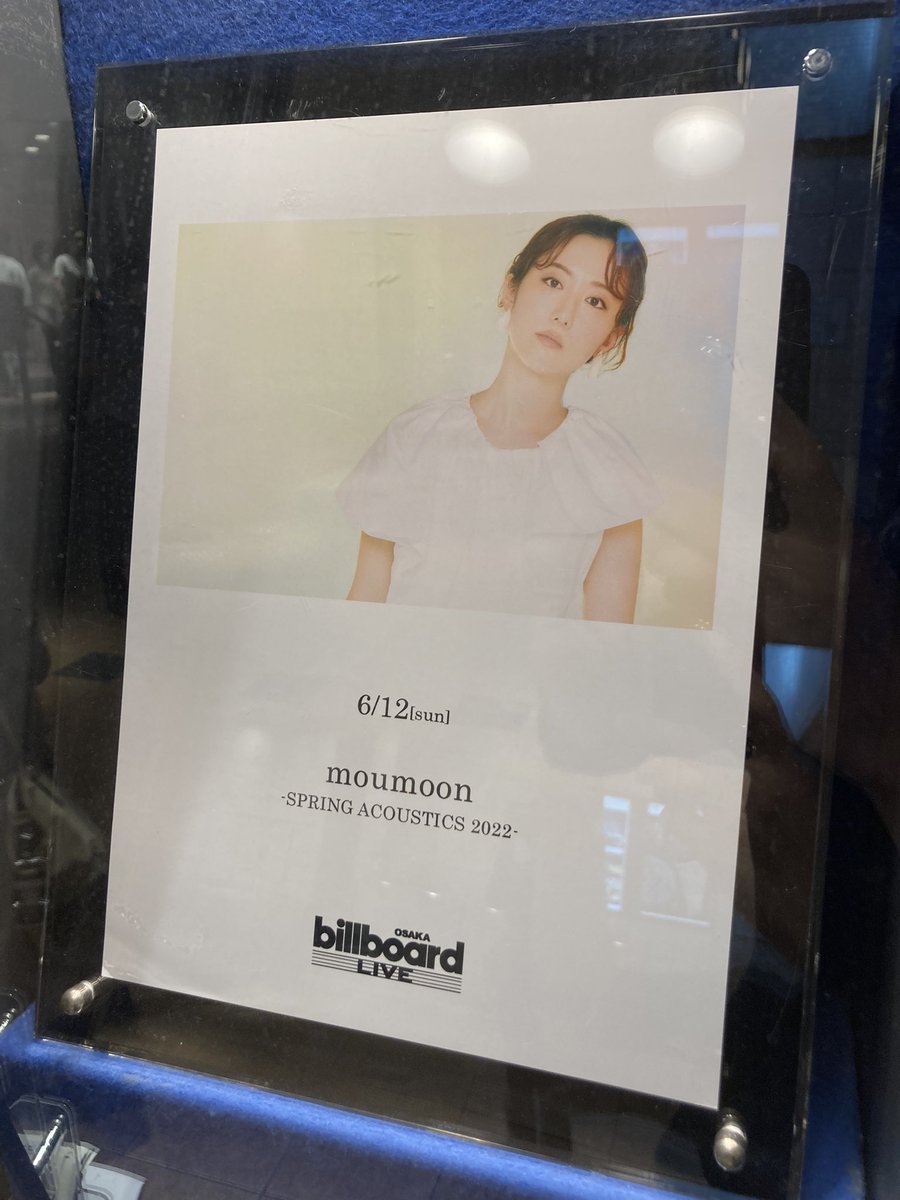 6/12[sun]
moumoon
-SPRING ACOUSTICS 2022-
OSAKA
billboard
LIVE